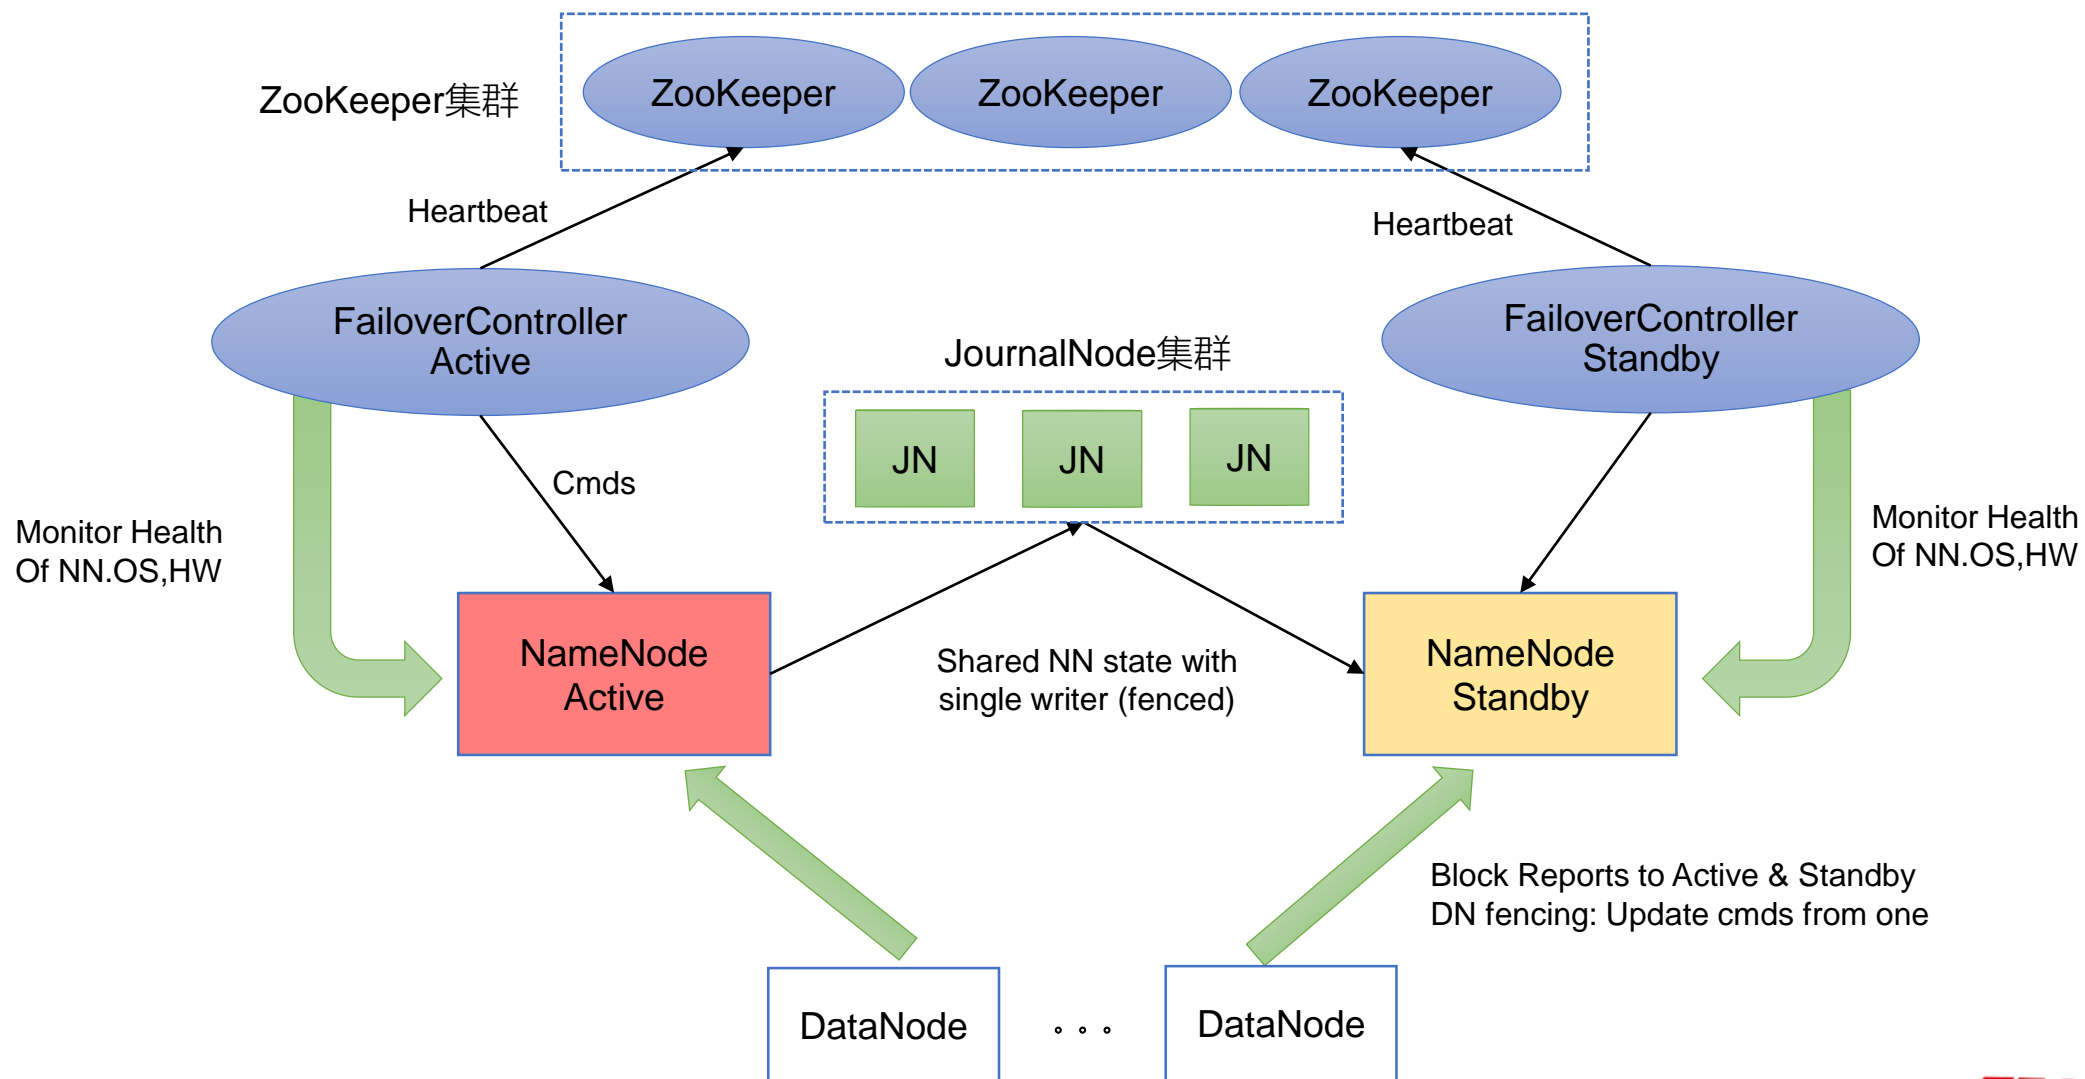 ZooKeeper集群
ZooKeeper
ZooKeeper
ZooKeeper
Heartbeat
Heartbeat
FailoverController
Active
FailoverController
Standby
JournalNode集群
JN
JN
JN
Cmds
Monitor Health
Of NN.OS,HW
Monitor Health
Of NN.OS,HW
NameNode
Active
Shared NN state with
single writer (fenced)
NameNode
Standby
Block Reports to Active & Standby
DN fencing: Update cmds from one
DataNode
。。。
DataNode